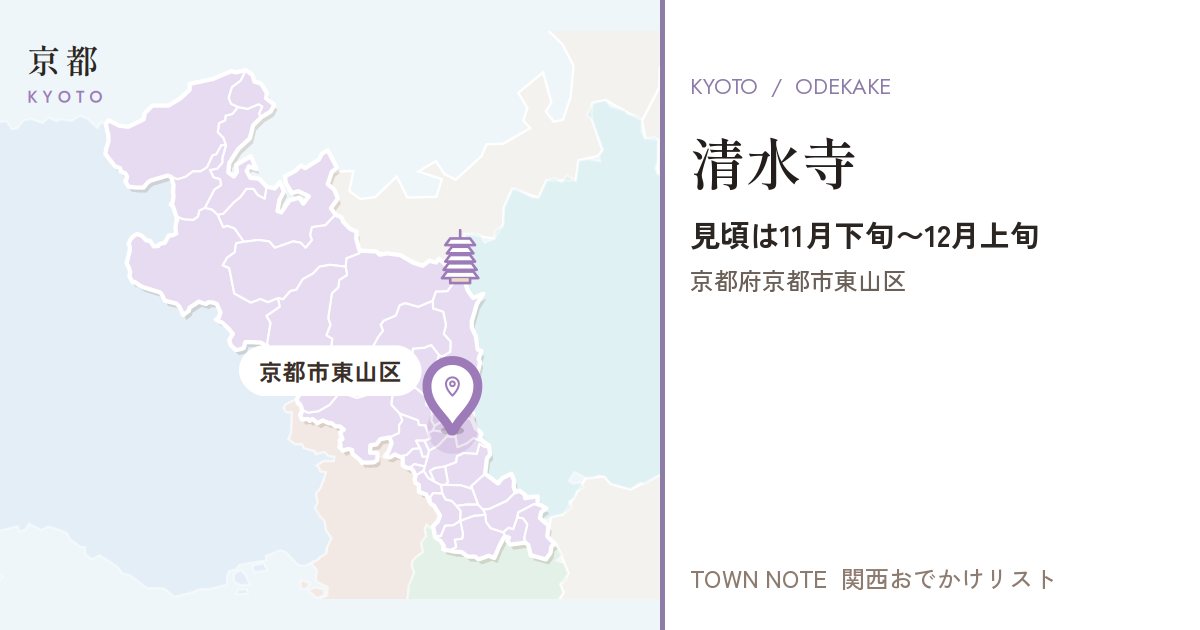 京都
KYOTO
京都市東山区
KYOTO / ODEKAKE
清水寺
見頃は11月下旬〜12月上旬
京都府京都市東山区
TOWN NOTE 関西おでかけリスト